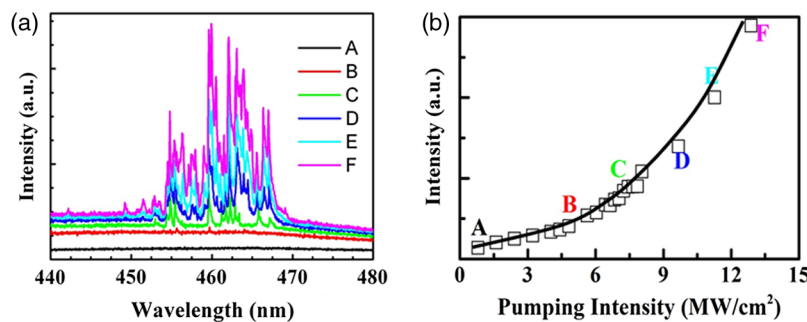 (a)
Intensity (a.u.)
A
B
C
D
E
F
440 450 460 470 480
Wavelength (nm)
(b)
Intensity (a.u.)
A
B
C
D
E
F
0 3 6 9 12 15
Pumping Intensity (MW/cm²)